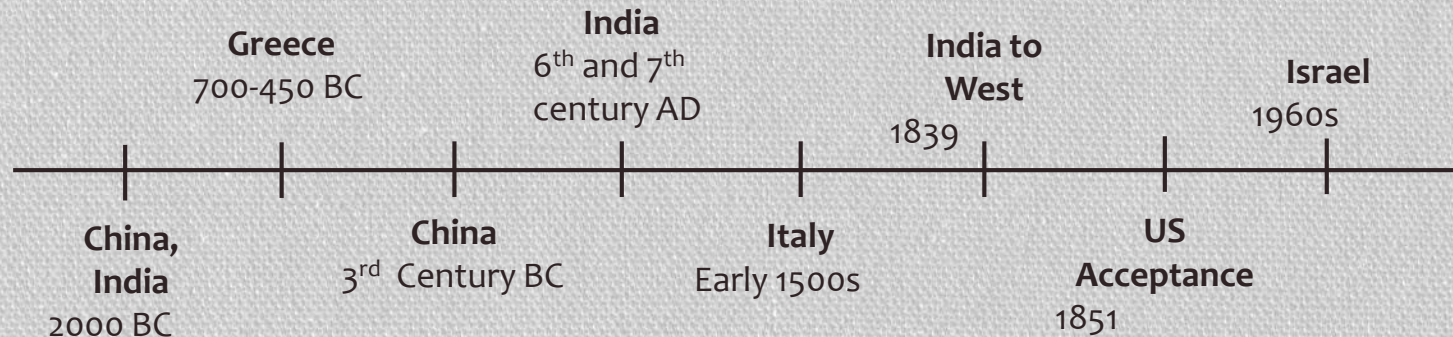 China,
India
2000 BC
Greece
700-450 BC
China
3rd Century BC
India
6th and 7th
century AD
Italy
Early 1500s
India to
West
1839
US
Acceptance
1851
Israel
1960s